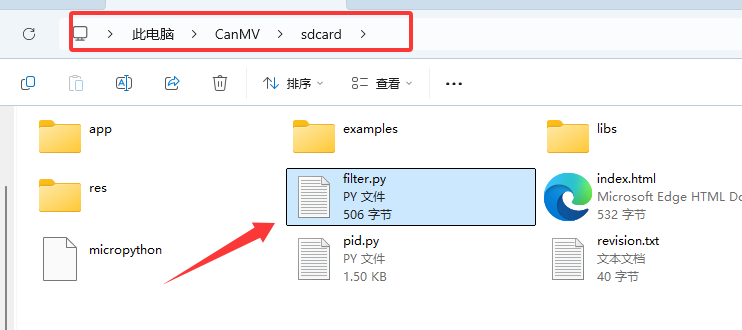 此电脑 > CanMV > sdcard >
排序 查看 ...
app
examples
libs
res
filter.py
PY 文件
506 字节
index.html
Microsoft Edge HTML Do
532 字节
micropython
pid.py
PY 文件
1.50 KB
revision.txt
文本文档
40 字节